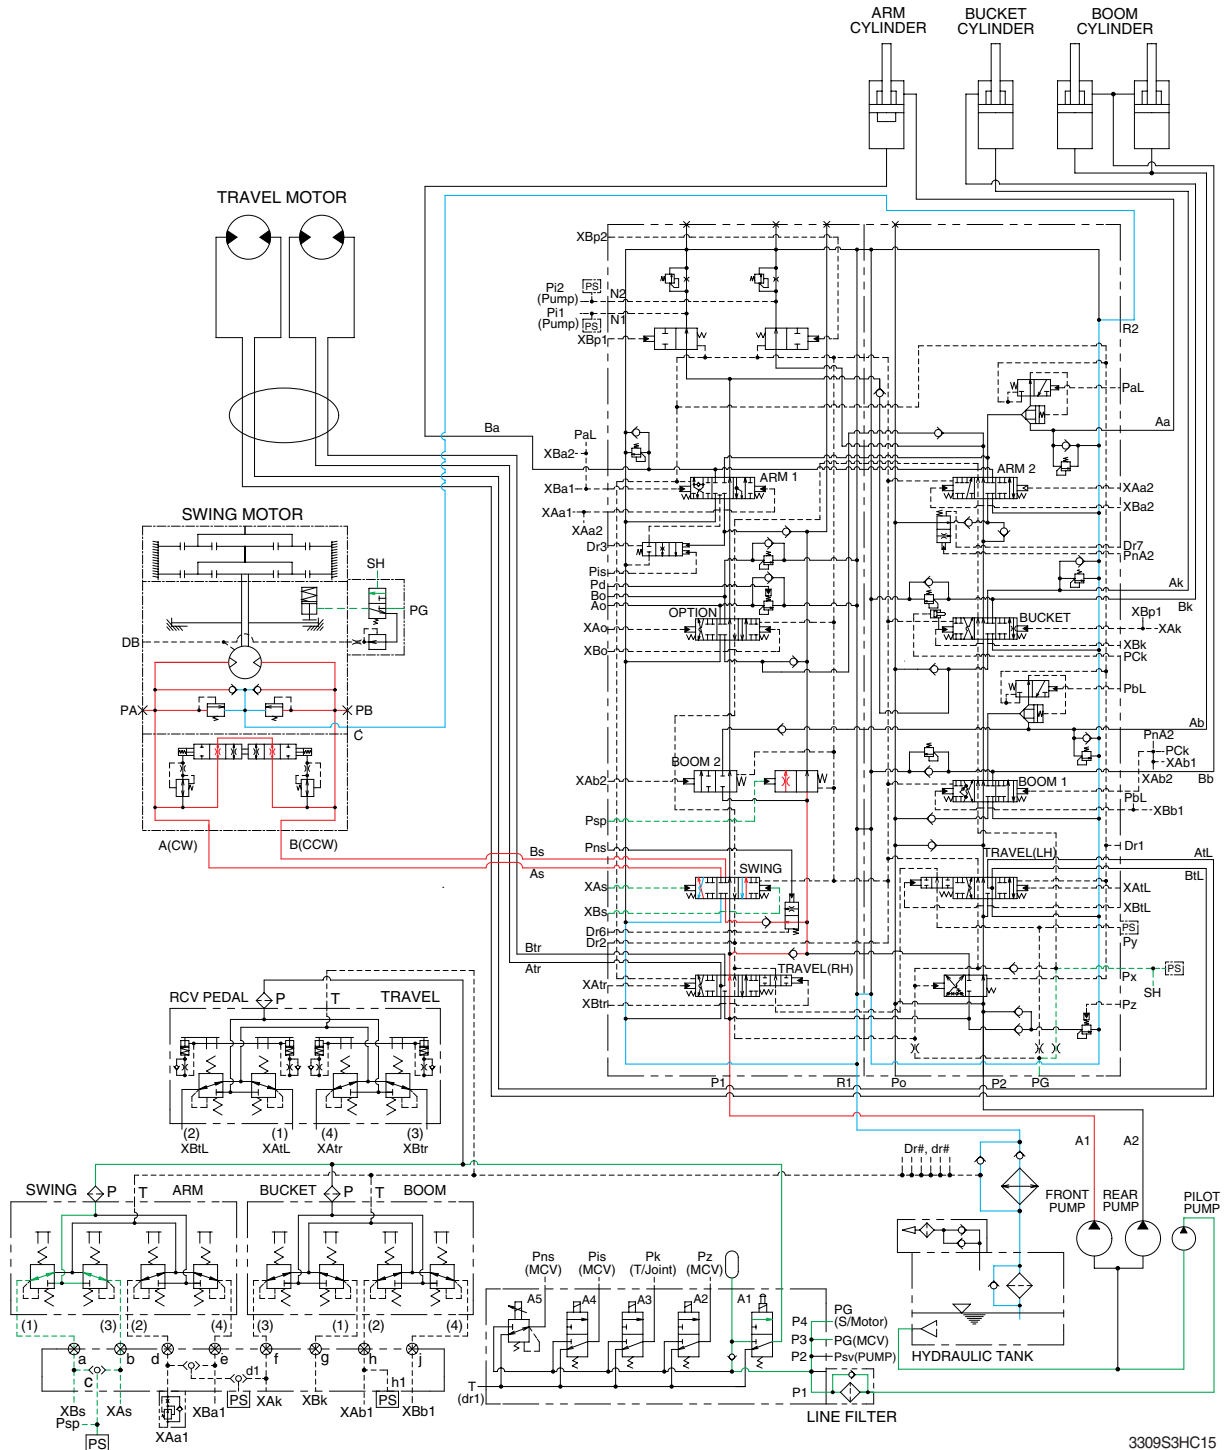 ARM
CYLINDER
BUCKET
CYLINDER
BOOM
CYLINDER
TRAVEL MOTOR
XBp2
Pi2
(Pump)
PS
N2
Pi1
(Pump)
PS
N1
XBp1
R2
PaL
Aa
Ba
PaL
XBa2
XBa1
XAa1
XAa2
ARM 1
ARM 2
XAa2
XBa2
SWING MOTOR
SH
PG
DB
PA
PB
C
A(CW)
B(CCW)
Dr3
Pis
Pd
Bo
Ao
OPTION
XAo
XBo
Dr7
PnA2
Ak
Bk
XBp1
BUCKET
XAk
XBk
PCk
PbL
Ab
PnA2
PCk
XAb1
XAb2
Bb
BOOM 2
XAb2
Psp
BOOM 1
PbL
XBb1
Pns
Bs
As
SWING
XAs
XBs
Dr6
Dr2
Dr1
TRAVEL(LH)
AtL
BtL
XAtL
XBtL
PS
Py
Btr
Atr
TRAVEL(RH)
XAtr
XBtr
Px
PS
SH
Pz
P1
R1
Po
P2
PG
RCV PEDAL
P
T
TRAVEL
(2)
XBtL
(1)
XAtL
(4)
XAtr
(3)
XBtr
A1
A2
Dr#, dr#
FRONT
PUMP
REAR
PUMP
PILOT
PUMP
HYDRAULIC TANK
SWING
P
T
ARM
BUCKET
P
T
BOOM
(1)
(3)
(2)
(4)
(3)
(1)
(2)
(4)
a
b
d
e
f
g
h
j
c
d1
h1
XBs
Psp
XAs
PS
XAa1
XBa1
PS
XAk
XBk
XAb1
PS
XBb1
Pns
(MCV)
Pis
(MCV)
Pk
(T/Joint)
Pz
(MCV)
A5
A4
A3
A2
A1
T
(dr1)
P4
PG
(S/Motor)
P3
PG(MCV)
P2
Psv(PUMP)
P1
LINE FILTER
3309S3HC15